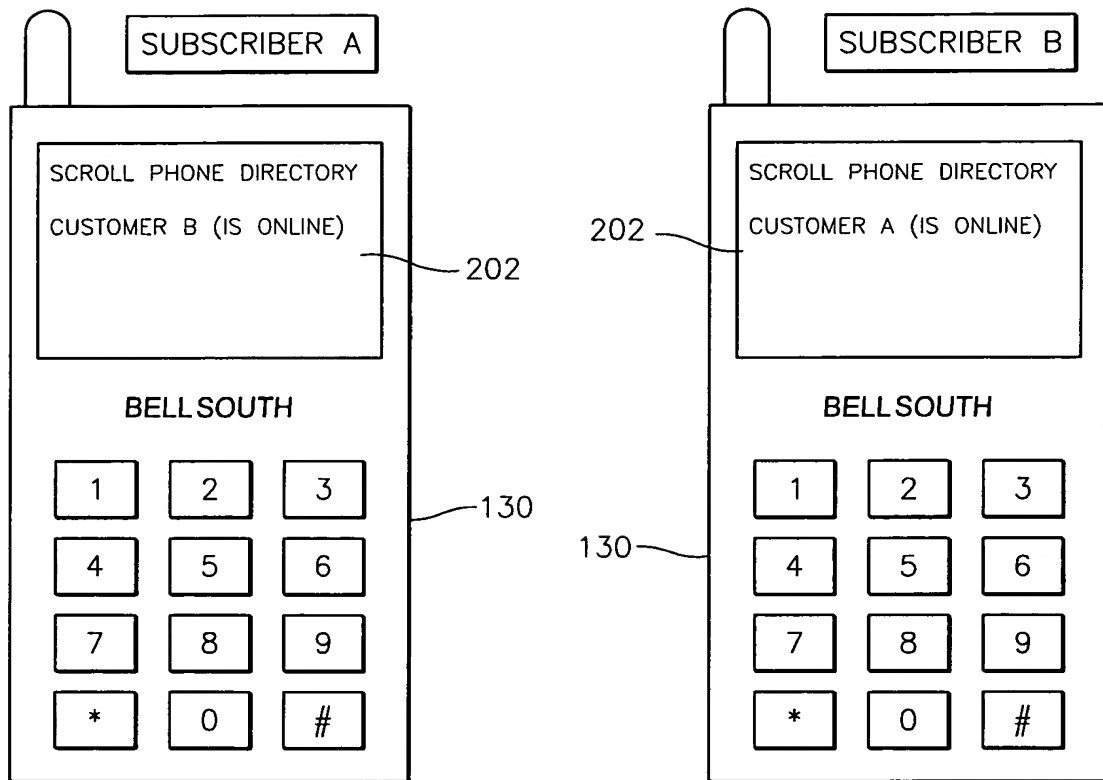 SUBSCRIBER A
SCROLL PHONE DIRECTORY
CUSTOMER B (IS ONLINE)
202
BELLSOUTH
1 2 3
130
4 5 6
7 8 9
* 0 #
SUBSCRIBER B
SCROLL PHONE DIRECTORY
CUSTOMER A (IS ONLINE)
202
BELLSOUTH
1 2 3
130
4 5 6
7 8 9
* 0 #